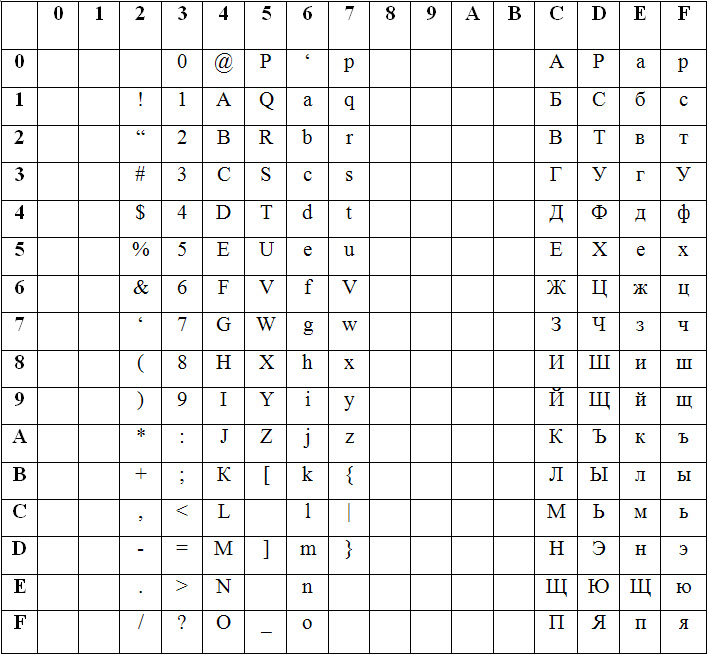 0 1 2 3 4 5 6 7 8 9 A B C D E F
0 0 @ P ‘ p А Р а р
1 ! 1 A Q a q Б С б с
2 “ 2 B R b r В Т в т
3 # 3 C S c s Г У г У
4 $ 4 D T d t Д Ф д ф
5 % 5 E U e u Е Х е х
6 & 6 F V f V Ж Ц ж ц
7 ‘ 7 G W g w З Ч з ч
8 ( 8 H X h x И Ш и ш
9 ) 9 I Y i y Й Щ й щ
A * : J Z j z К Ъ к ъ
B + ; K [ k { Л Ы л ы
C , < L l | М Ь м ь
D - = M ] m } Н Э н э
E . > N n Щ Ю Щ ю
F / ? O _ o П Я п я